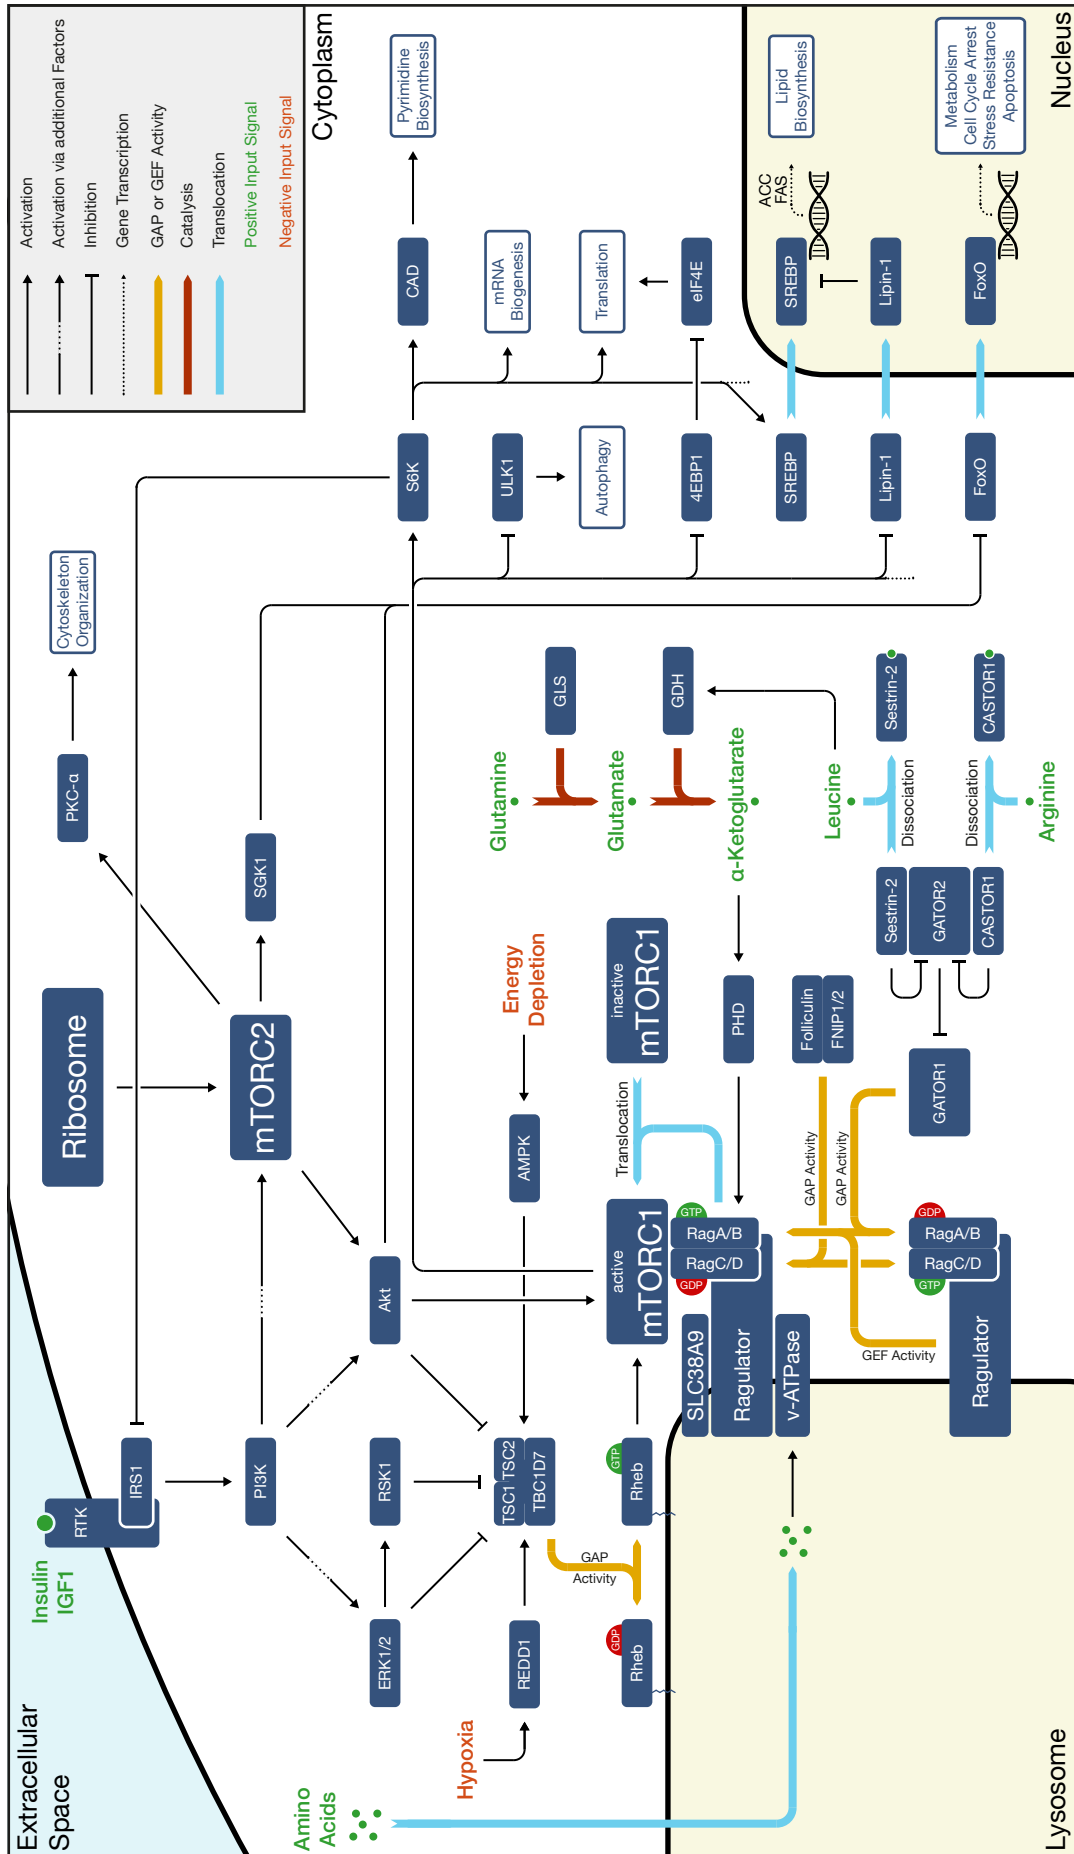 Extracellular
Space
Insulin
IGF1
RTK
IRS1
PI3K
ERK1/2
RSK1
Akt
Ribosome
mTORC2
PKC-α
Cytoskeleton
Organization
SGK1
Amino
Acids
Hypoxia
REDD1
TSC1
TSC2
TBC1D7
AMPK
Energy
Depletion
GAP
Activity
GDP
Rheb
GTP
Rheb
active
mTORC1
Translocation
inactive
mTORC1
SLC38A9
Ragulator
v-ATPase
GDP
RagC/D
GTP
RagA/B
PHD
Folliculin
FNIP1/2
GAP Activity
GAP Activity
GEF Activity
Ragulator
GTP
RagC/D
GDP
RagA/B
GATOR1
Sestrin-2
GATOR2
CASTOR1
Dissociation
Dissociation
Glutamine
Glutamate
α-Ketoglutarate
Leucine
Arginine
GLS
GDH
Sestrin-2
CASTOR1
S6K
ULK1
Autophagy
4EBP1
SREBP
Lipin-1
FoxO
CAD
mRNA
Biogenesis
Translation
eIF4E
SREBP
Lipin-1
FoxO
Pyrimidine
Biosynthesis
ACC
FAS
Lipid
Biosynthesis
Metabolism
Cell Cycle Arrest
Stress Resistance
Apoptosis
Lysosome
Cytoplasm
Nucleus
Activation
Activation via additional Factors
Inhibition
Gene Transcription
GAP or GEF Activity
Catalysis
Translocation
Positive Input Signal
Negative Input Signal